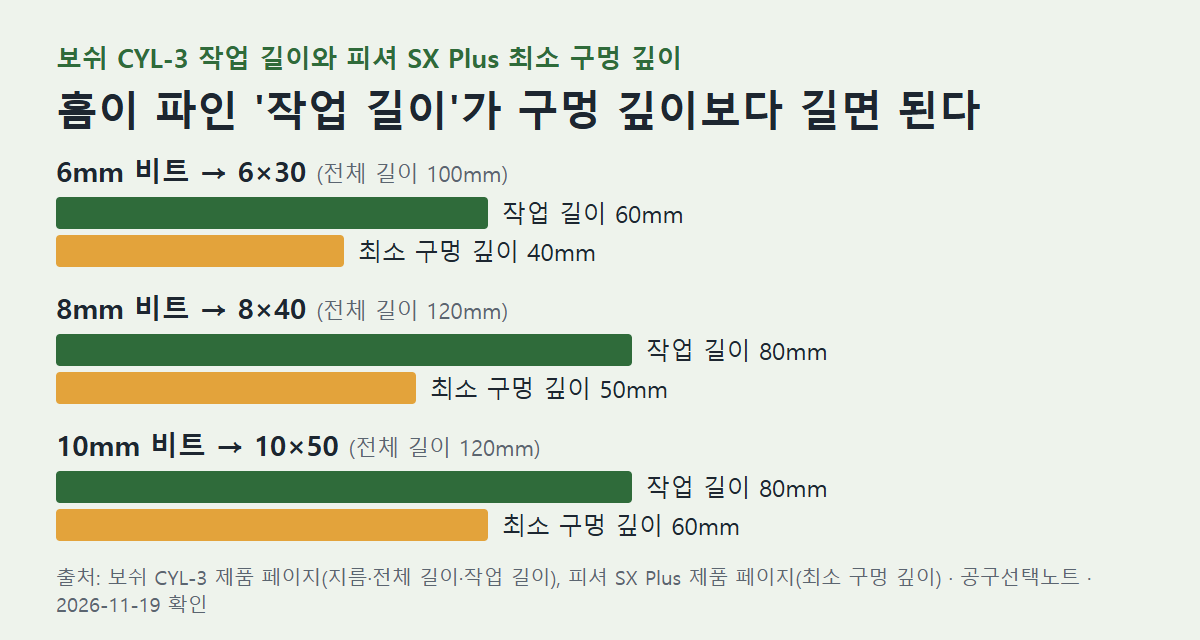 보쉬 CYL-3 작업 길이와 피셔 SX Plus 최소 구멍 깊이
홈이 파인 '작업 길이'가 구멍 깊이보다 길면 된다
6mm 비트 → 6×30 (전체 길이 100mm)
작업 길이 60mm
최소 구멍 깊이 40mm
8mm 비트 → 8×40 (전체 길이 120mm)
작업 길이 80mm
최소 구멍 깊이 50mm
10mm 비트 → 10×50 (전체 길이 120mm)
작업 길이 80mm
최소 구멍 깊이 60mm
출처: 보쉬 CYL-3 제품 페이지(지름·전체 길이·작업 길이), 피셔 SX Plus 제품 페이지(최소 구멍 깊이) · 공구선택노트 ·
2026-11-19 확인